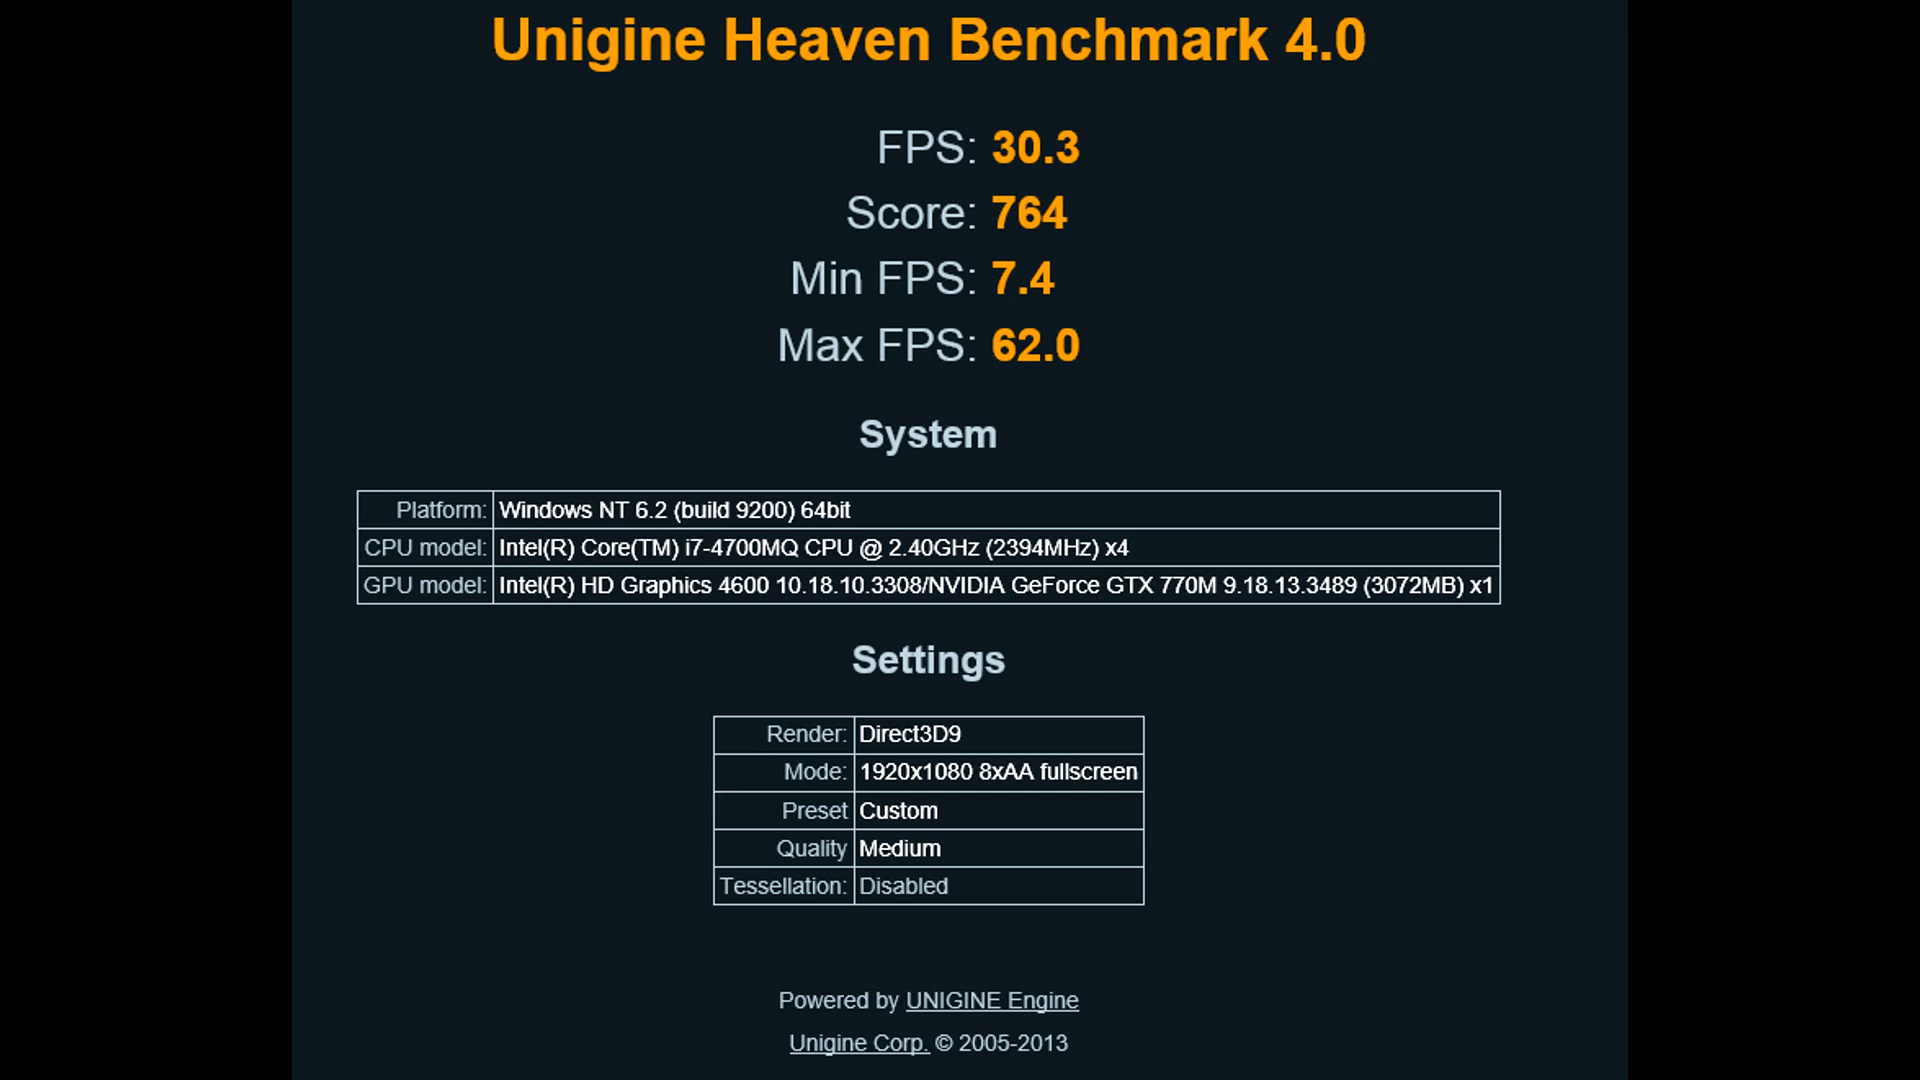 Unigine Heaven Benchmark 4.0
FPS: 30.3
Score: 764
Min FPS: 7.4
Max FPS: 62.0
System
Platform: Windows NT 6.2 (build 9200) 64bit
CPU model: Intel(R) Core(TM) i7-4700MQ CPU @ 2.40GHz (2394MHz) x4
GPU model: Intel(R) HD Graphics 4600 10.18.10.3308/NVIDIA GeForce GTX 770M 9.18.13.3489 (3072MB) x1
Settings
Render: Direct3D9
Mode: 1920x1080 8xAA fullscreen
Preset Custom
Quality Medium
Tessellation: Disabled
Powered by UNIGINE Engine
Unigine Corp. © 2005-2013